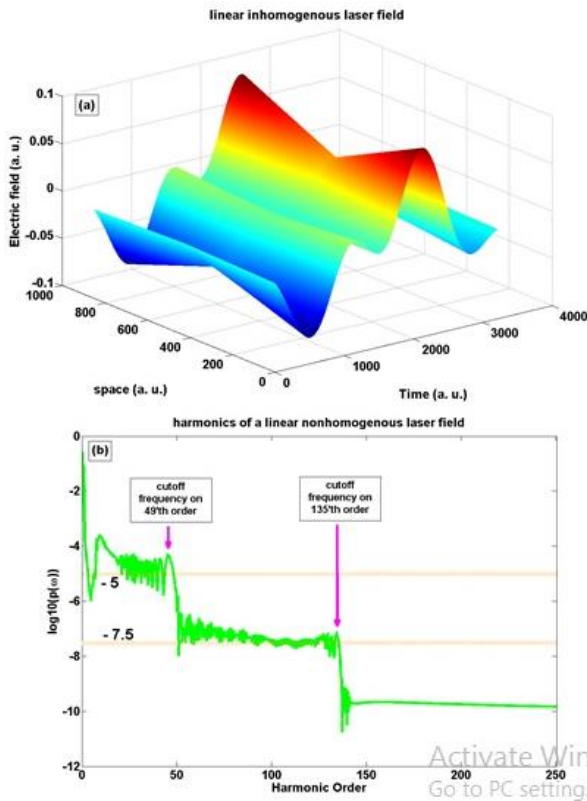 linear inhomogenous laser field
(a)
0.1
0.05
0
-0.05
-0.1
Electric field (a. u.)
1000
800
600
400
200
0
space (a. u.)
0
1000
2000
3000
4000
Time (a. u.)
harmonics of a linear nonhomogenous laser field
(b)
cutoff
frequency on
49'th order
cutoff
frequency on
135'th order
0
-2
-4
-6
-8
-10
-12
log10(p(ω))
- 5
- 7.5
0
50
100
150
200
250
Harmonic Order
Activate Win
Go to PC setting